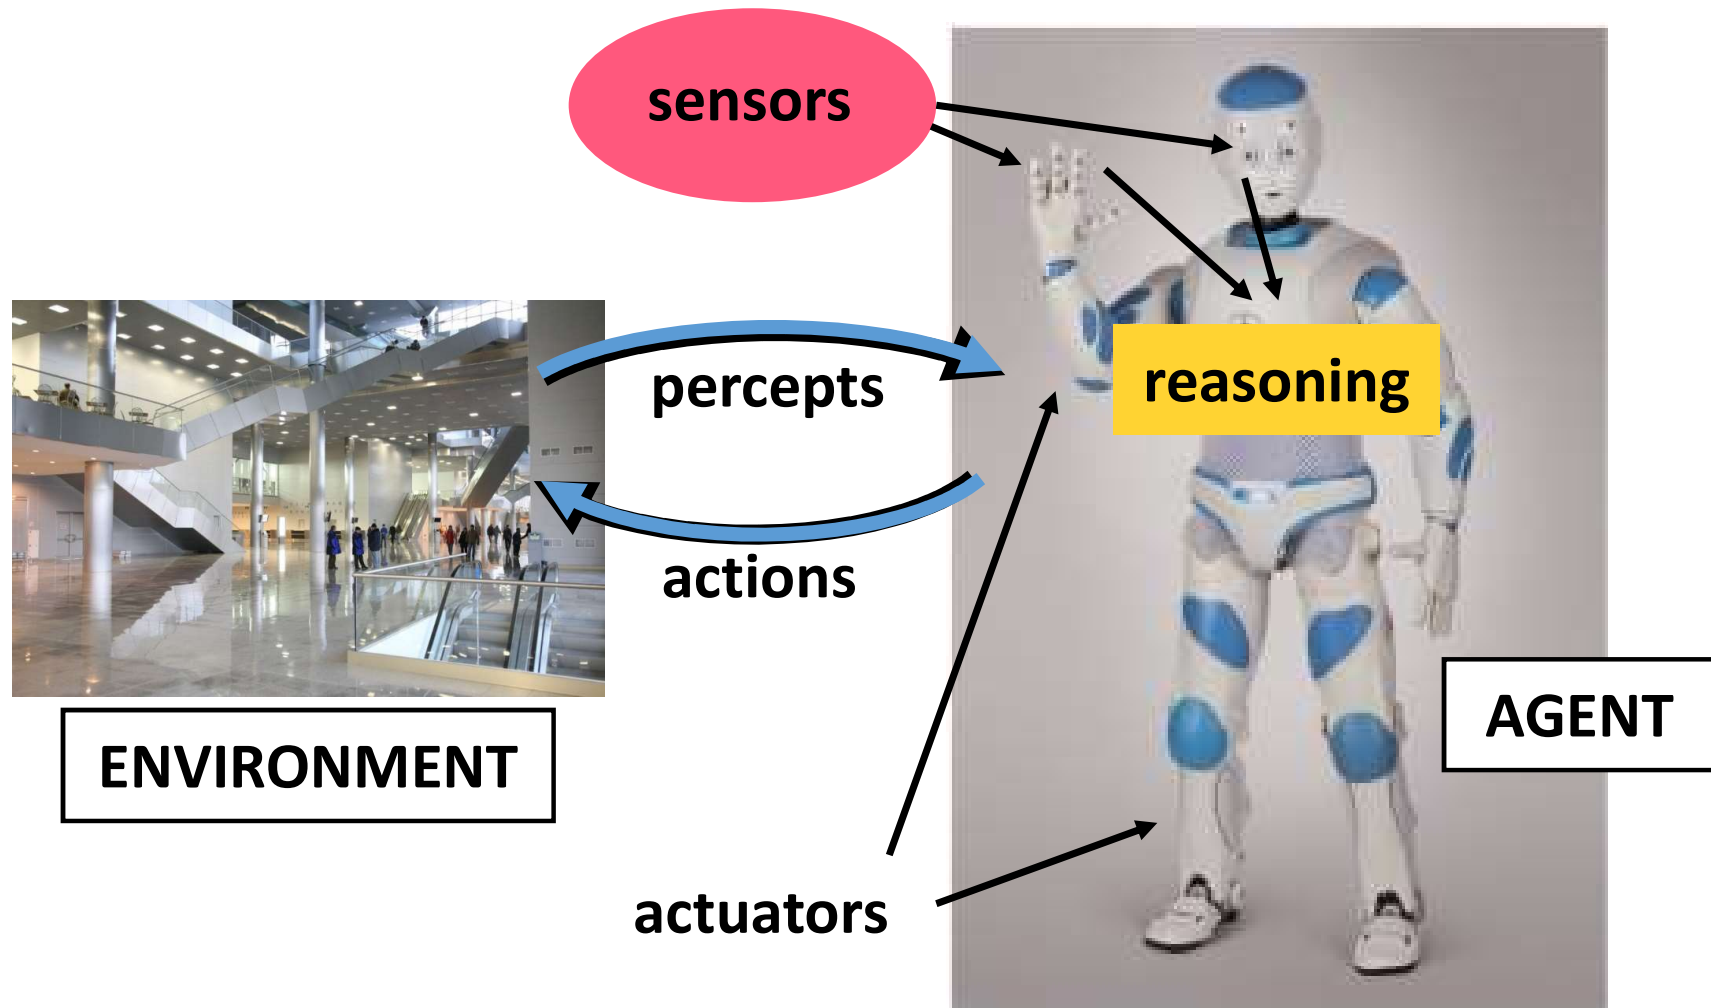 sensors
percepts
reasoning
actions
ENVIRONMENT
AGENT
actuators